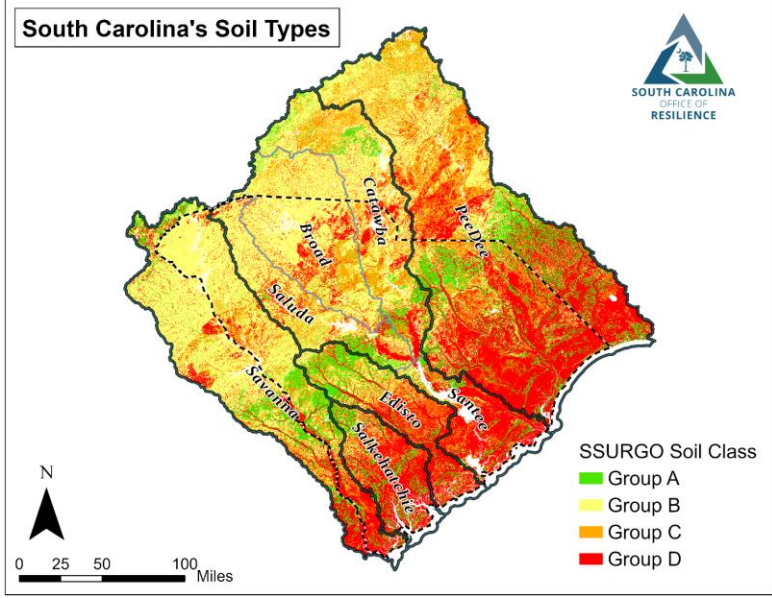 South Carolina's Soil Types
SOUTH CAROLINA
OFFICE OF
RESILIENCE
Catawba
PeeDee
Broad
Saluda
Savanna
Edisto
Santee
Salkehatchie
SSURGO Soil Class
Group A
Group B
Group C
Group D
N
0 25 50 100
Miles